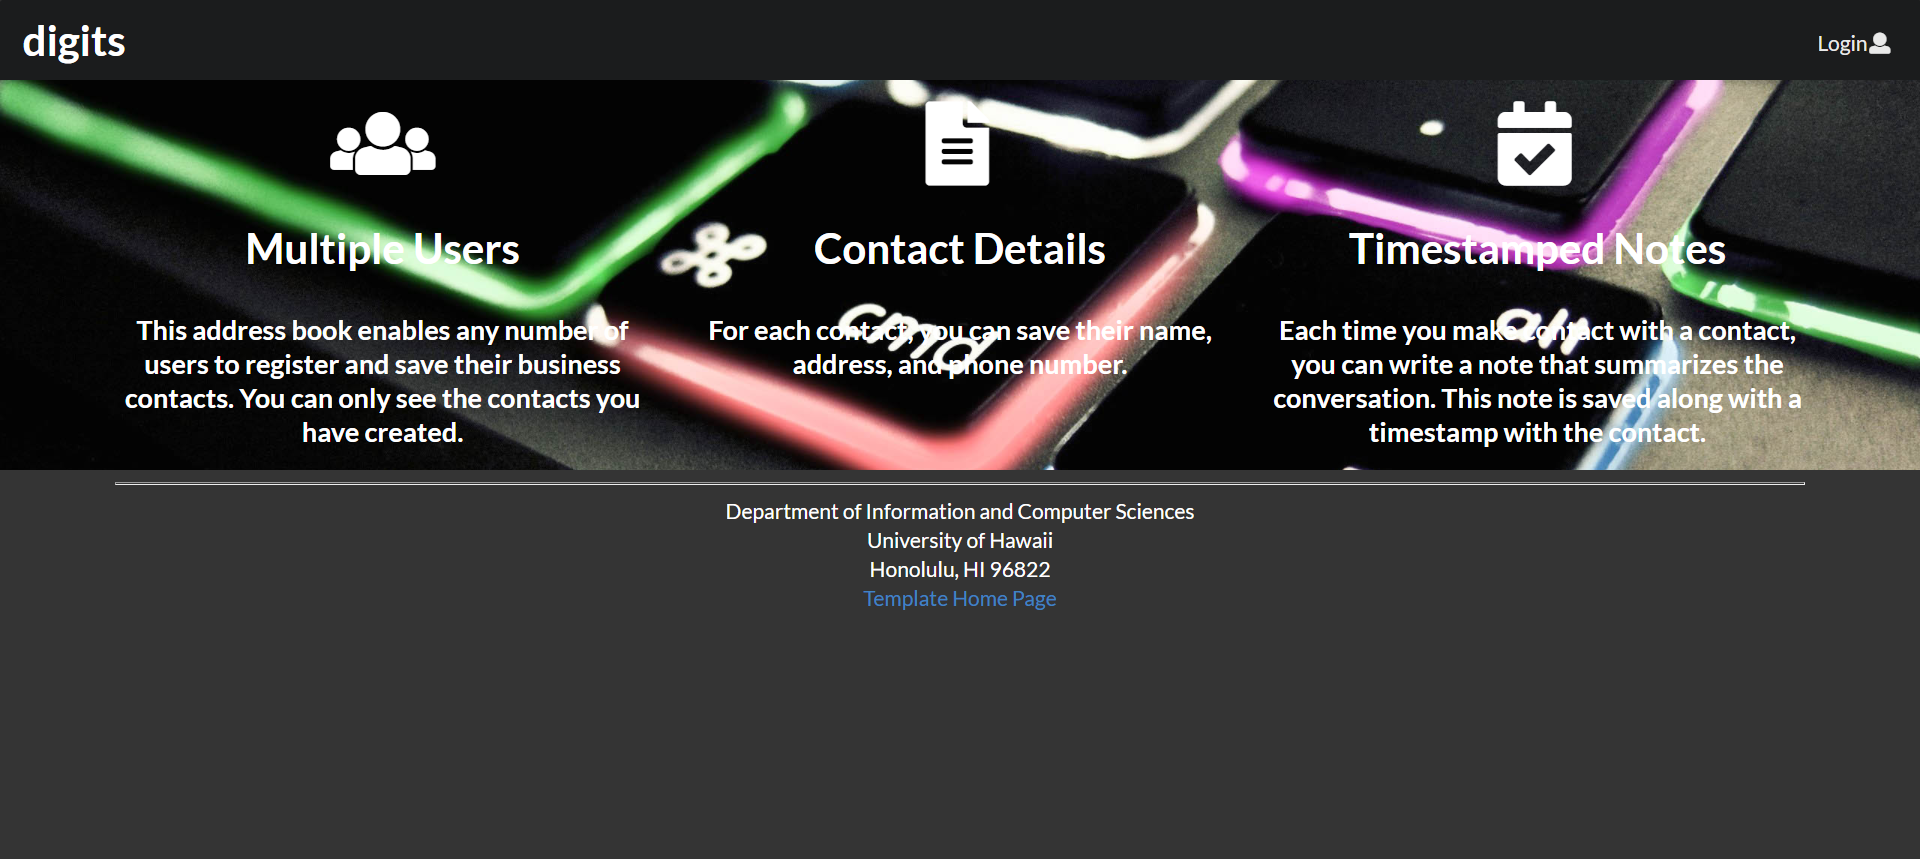 digits
Login
Multiple Users
Contact Details
Timestamped Notes
This address book enables any number of
users to register and save their business
contacts. You can only see the contacts you
have created.
For each contact, you can save their name,
address, and phone number.
Each time you make contact with a contact,
you can write a note that summarizes the
conversation. This note is saved along with a
timestamp with the contact.
⌘
Cmd
alt
Department of Information and Computer Sciences
University of Hawaii
Honolulu, HI 96822
Template Home Page